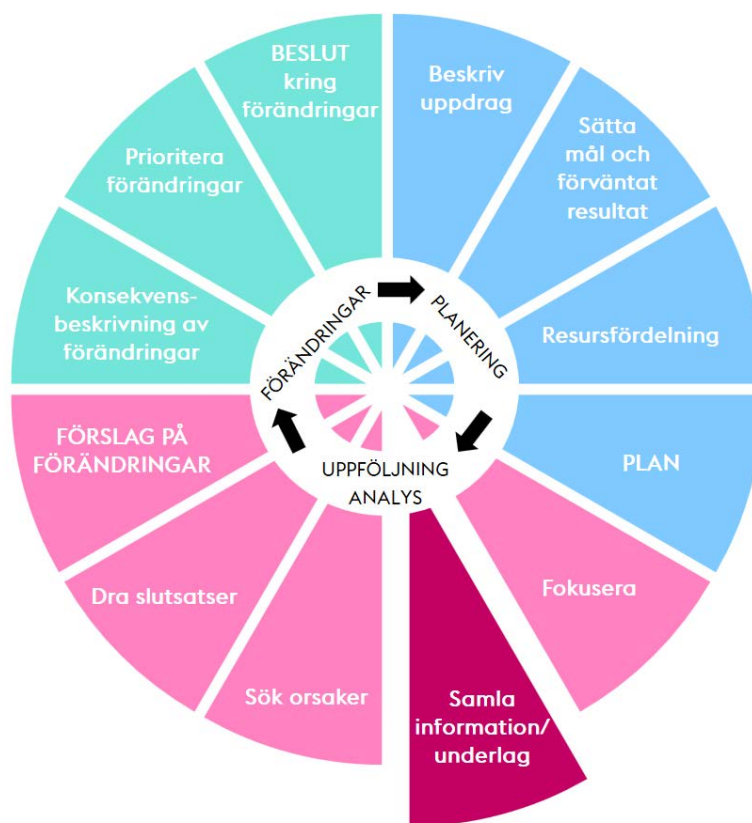 BESLUT
kring
förändringar
Beskriv
uppdrag
Sätta
mål och
förväntat
resultat
Resursfördelning
PLAN
Fokusera
Samla
information/
underlag
Sök orsaker
Dra slutsatser
FÖRSLAG PÅ
FÖRÄNDRINGAR
Konsekvens-
beskrivning av
förändringar
Prioritera
förändringar
FÖRÄNDRINGAR
PLANERING
UPPFÖLJNING
ANALYS